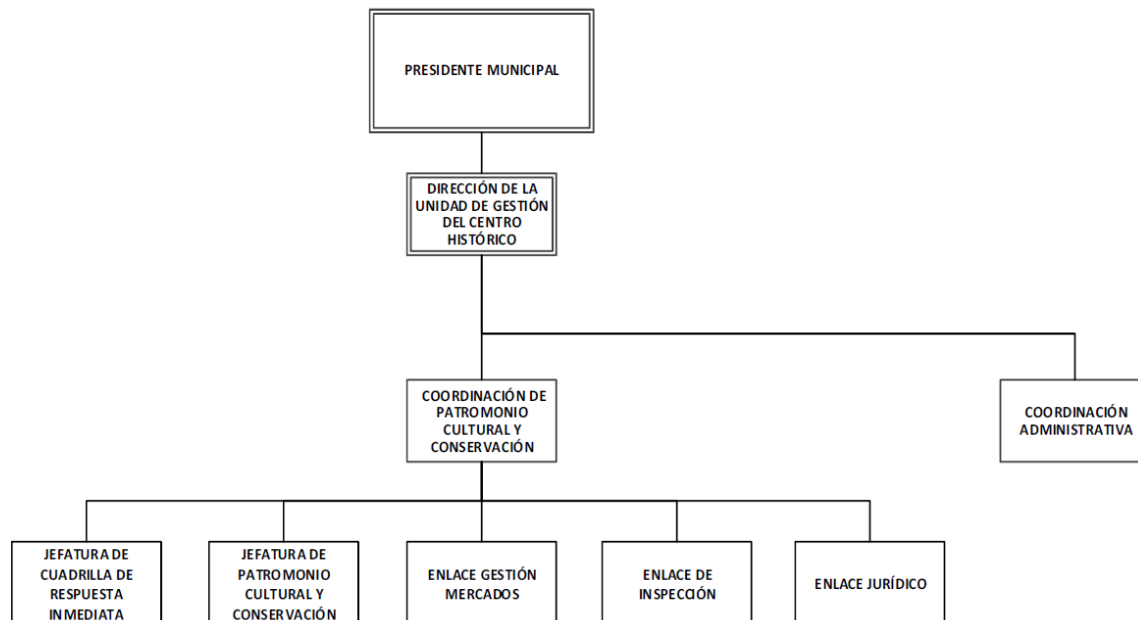 PRESIDENTE MUNICIPAL
DIRECCIÓN DE LA
UNIDAD DE GESTIÓN
DEL CENTRO
HISTÓRICO
COORDINACIÓN DE
PATROMONIO
CULTURAL Y
CONSERVACIÓN
COORDINACIÓN
ADMINISTRATIVA
JEFATURA DE
CUADRILLA DE
RESPUESTA
INMEDIATA
JEFATURA DE
PATROMONIO
CULTURAL Y
CONSERVACIÓN
ENLACE GESTIÓN
MERCADOS
ENLACE DE
INSPECCIÓN
ENLACE JURÍDICO